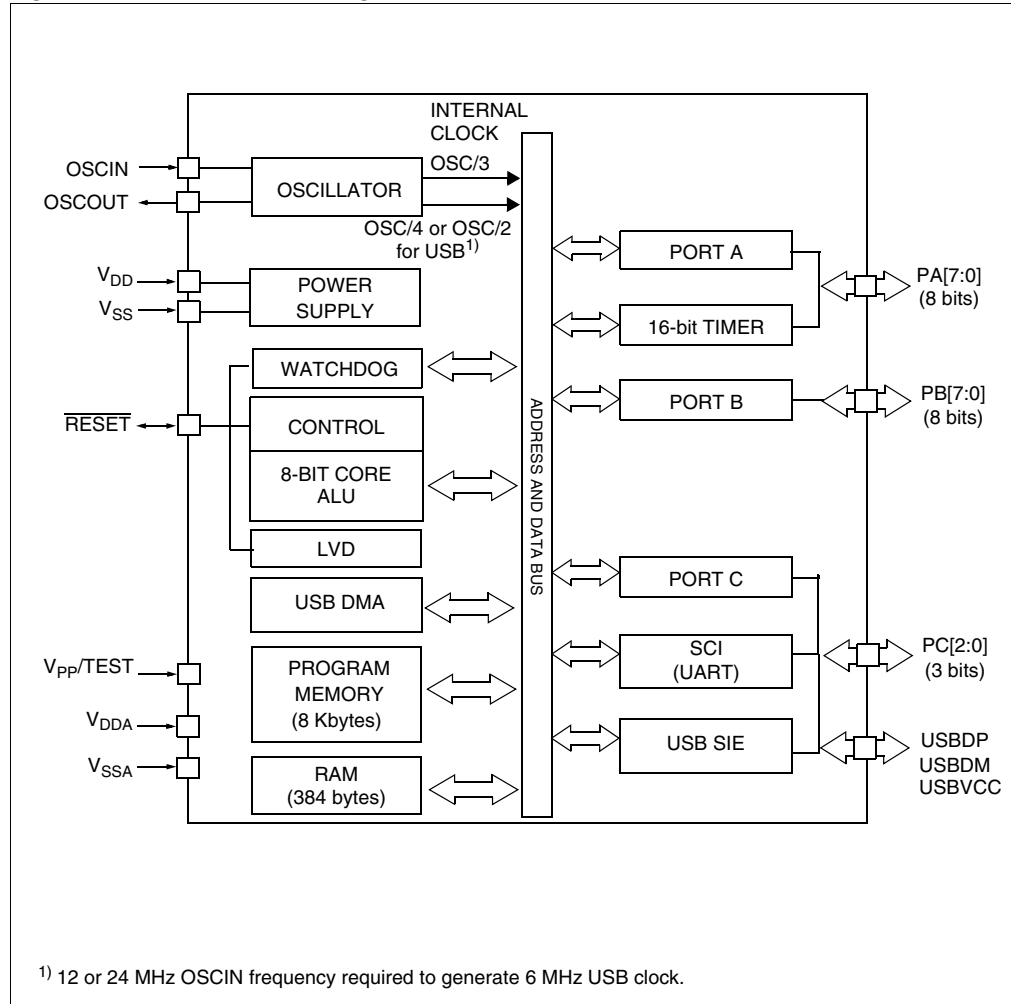 INTERNAL
CLOCK
OSCIN
OSCOUT
OSCILLATOR
OSC/3
OSC/4 or OSC/2
for USB1)
VDD
VSS
POWER
SUPPLY
WATCHDOG
RESET
CONTROL
8-BIT CORE
ALU
LVD
USB DMA
VPP/TEST
VDDA
VSSA
PROGRAM
MEMORY
(8 Kbytes)
RAM
(384 bytes)
ADDRESS AND DATA BUS
PORT A
16-bit TIMER
PA[7:0]
(8 bits)
PORT B
PB[7:0]
(8 bits)
PORT C
SCI
(UART)
PC[2:0]
(3 bits)
USB SIE
USBDP
USBDM
USBVCC
1) 12 or 24 MHz OSCIN frequency required to generate 6 MHz USB clock.